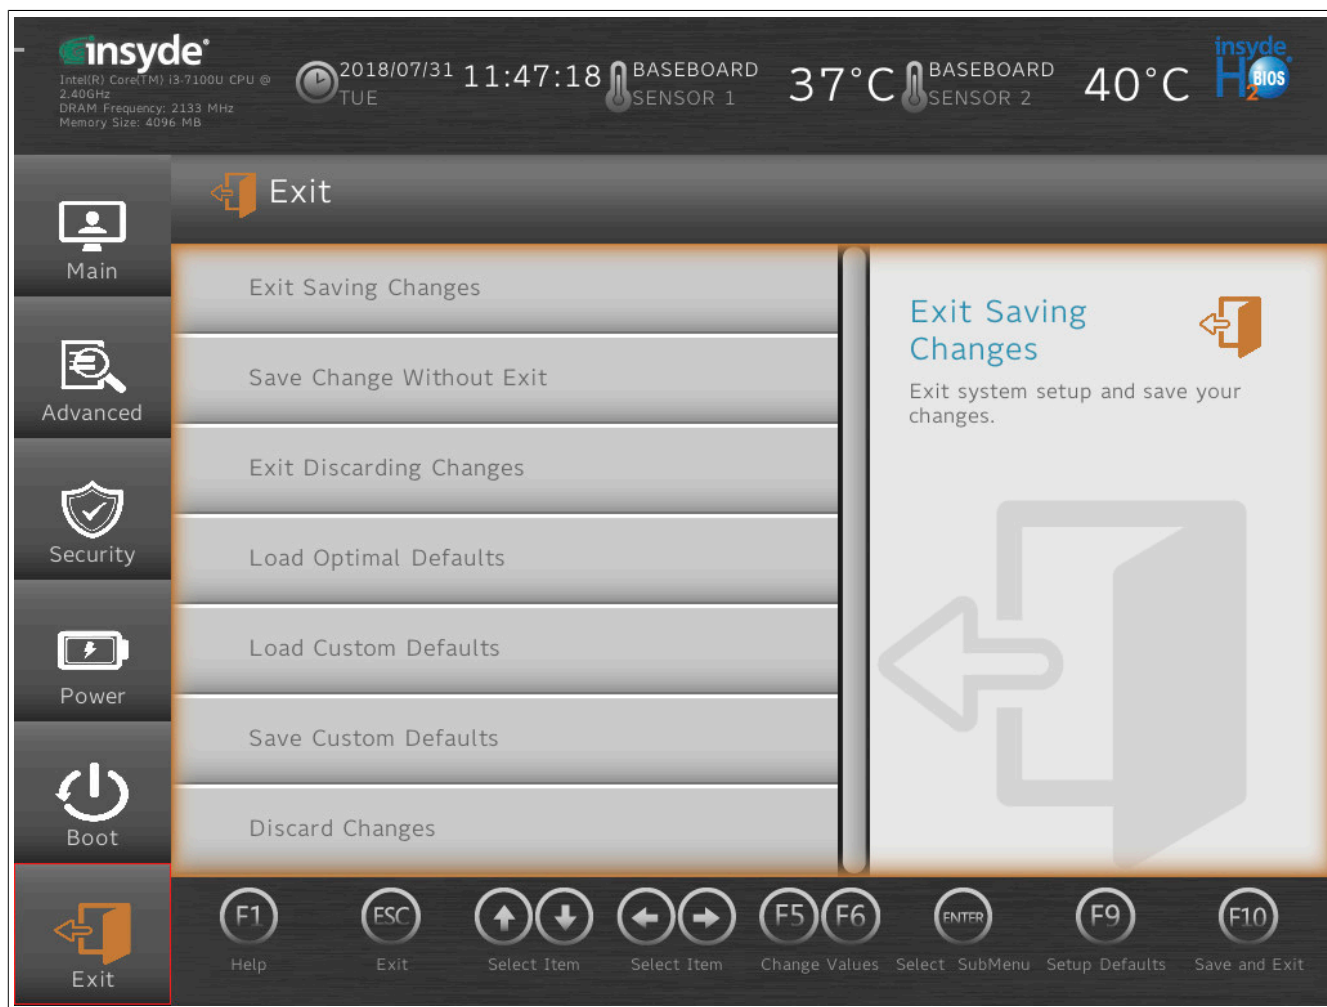 insyde
Intel(R) Core(TM) i3-7100U CPU @
2.40GHz
DRAM Frequency: 2133 MHz
Memory Size: 4096 MB
2018/07/31
TUE
11:47:18
BASEBOARD
SENSOR 1
37°C
BASEBOARD
SENSOR 2
40°C
insyde
H2BIOS
Main
Advanced
Security
Power
Boot
Exit
Exit
Exit Saving Changes
Save Change Without Exit
Exit Discarding Changes
Load Optimal Defaults
Load Custom Defaults
Save Custom Defaults
Discard Changes
Exit Saving
Changes
Exit system setup and save your
changes.
F1
Help
ESC
Exit
Select Item
Select Item
F5 F6
Change Values
ENTER
Select SubMenu
F9
Setup Defaults
F10
Save and Exit